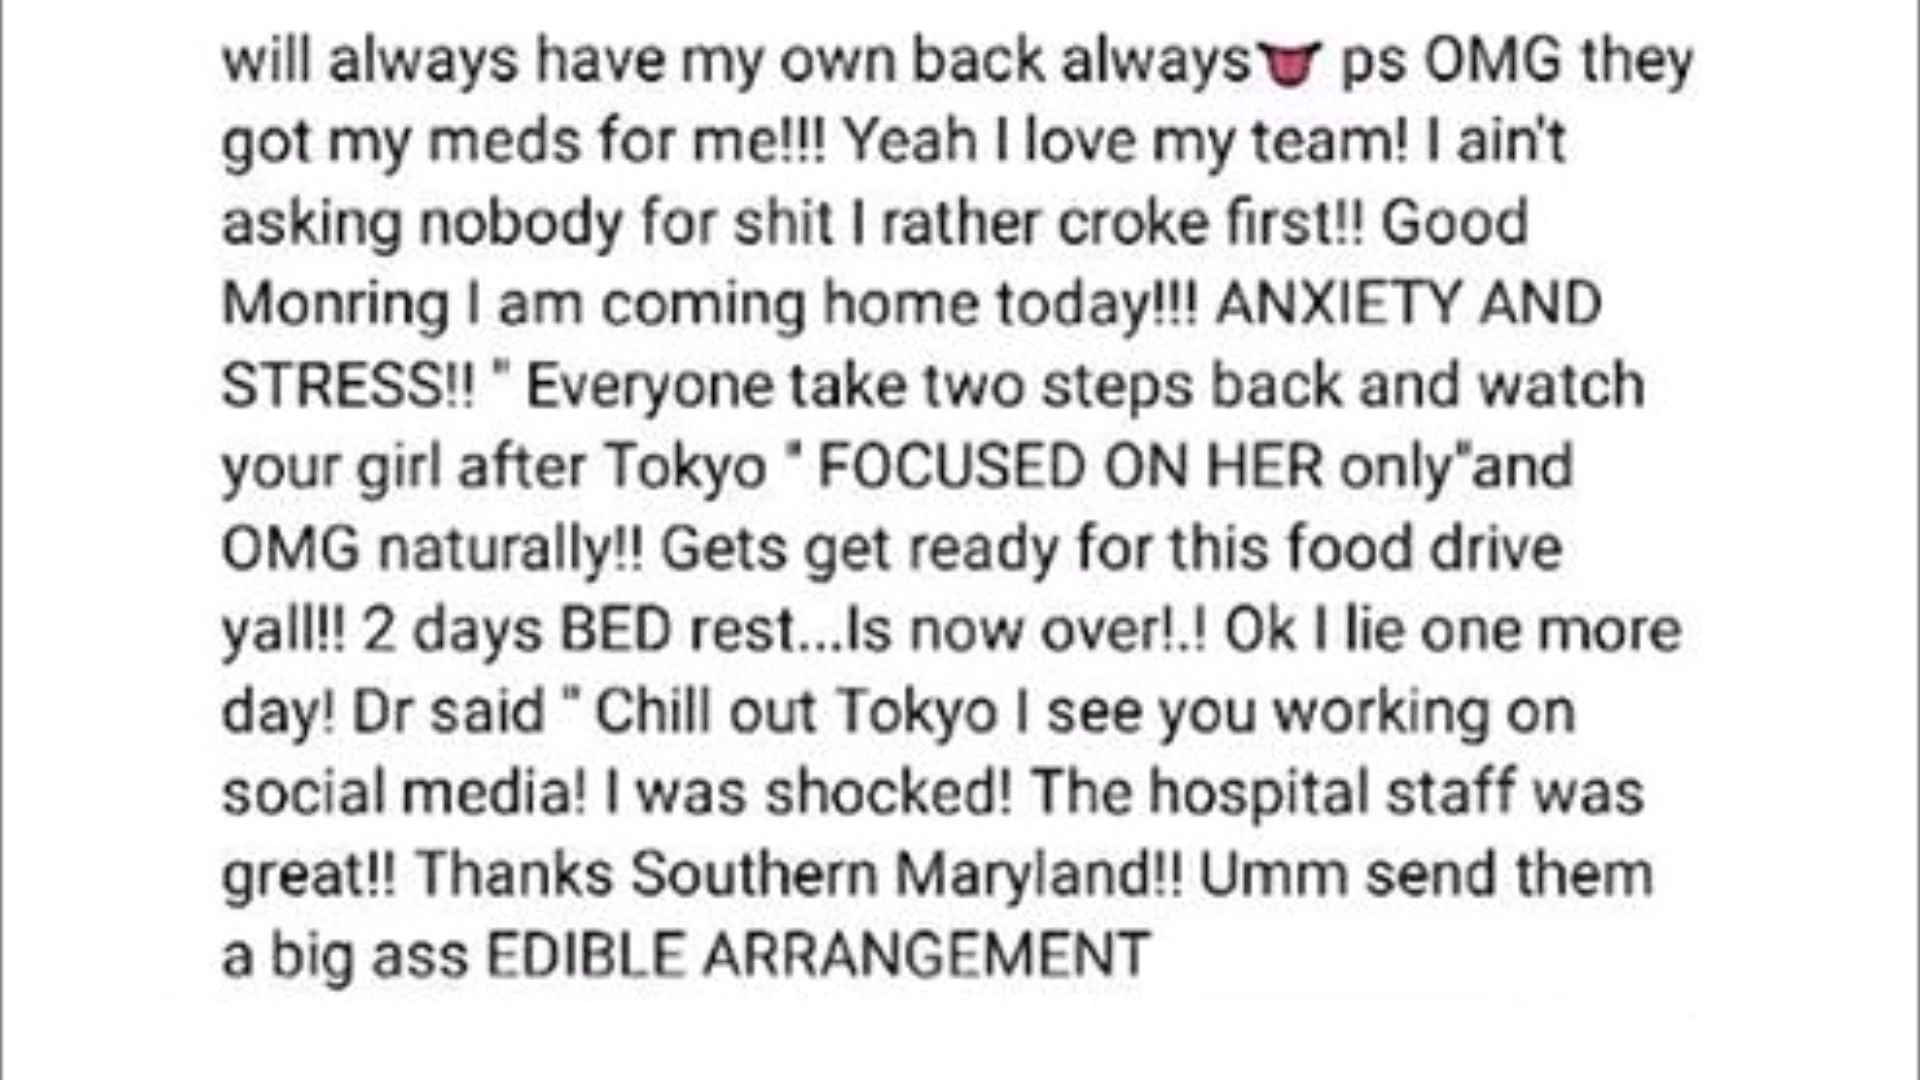 will always have my own back always👅 ps OMG they
got my meds for me!!! Yeah I love my team! I ain't
asking nobody for shit I rather croke first!! Good
Monring I am coming home today!!! ANXIETY AND
STRESS!! " Everyone take two steps back and watch
your girl after Tokyo " FOCUSED ON HER only"and
OMG naturally!! Gets get ready for this food drive
yall!! 2 days BED rest...Is now over!.! Ok I lie one more
day! Dr said " Chill out Tokyo I see you working on
social media! I was shocked! The hospital staff was
great!! Thanks Southern Maryland!! Umm send them
a big ass EDIBLE ARRANGEMENT